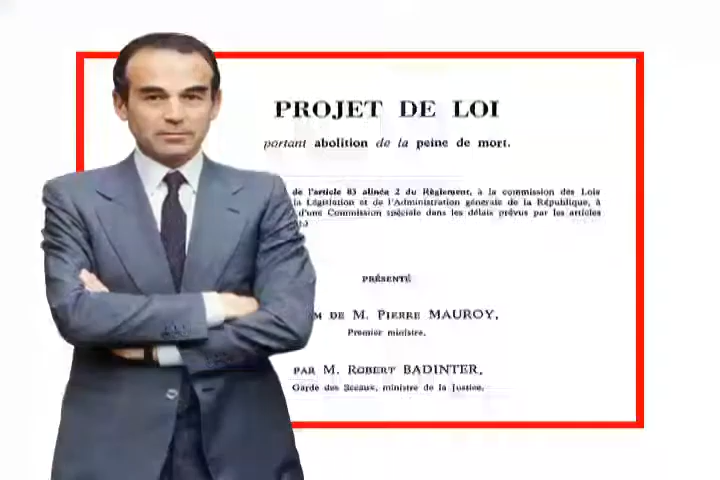 PROJET DE LOI
portant abolition de la peine de mort.
de l'article 83 alinéa 2 du Règlement, à la commission des Lois
la Législation et de l'Administration générale de la République, à
d'une Commission spéciale dans les délais prévus par les articles
PRÉSENTÉ
M DE M. PIERRE MAUROY,
Premier ministre,
PAR M. ROBERT BADINTER,
Garde des Sceaux, ministre de la Justice.